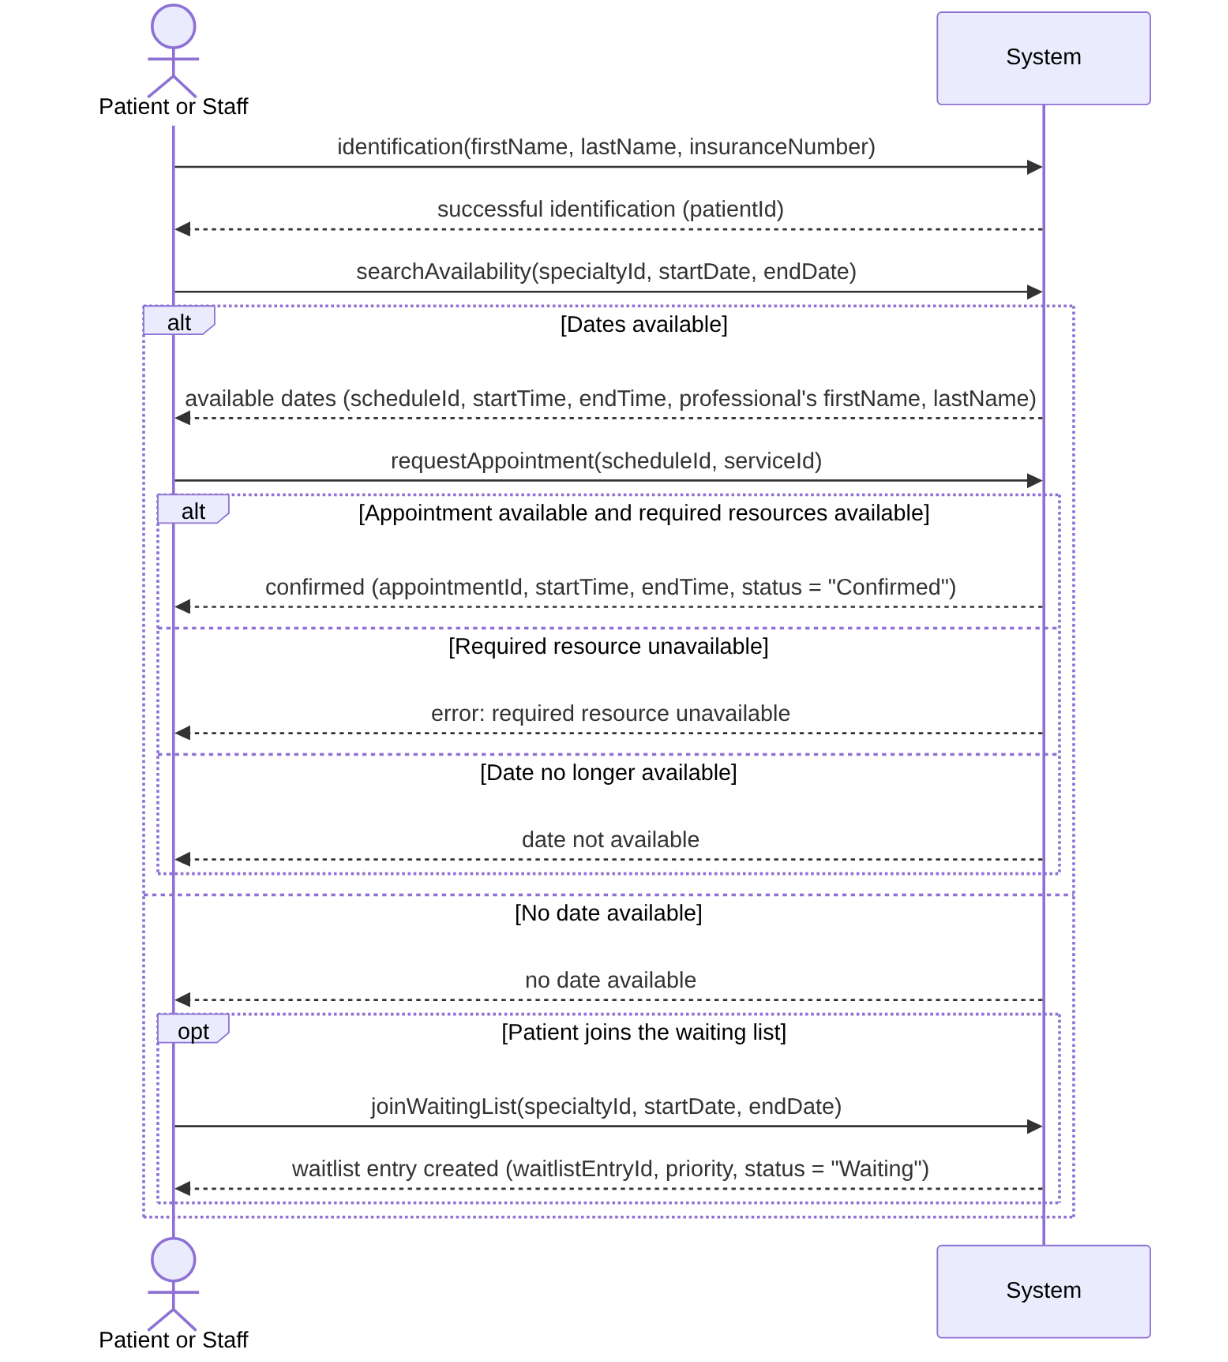 Patient or Staff
System
identification(firstName, lastName, insuranceNumber)
successful identification (patientId)
searchAvailability(specialtyId, startDate, endDate)
alt
[Dates available]
available dates (scheduleId, startTime, endTime, professional's firstName, lastName)
requestAppointment(scheduleId, serviceId)
alt
[Appointment available and required resources available]
confirmed (appointmentId, startTime, endTime, status = "Confirmed")
[Required resource unavailable]
error: required resource unavailable
[Date no longer available]
date not available
[No date available]
no date available
opt
[Patient joins the waiting list]
joinWaitingList(specialtyId, startDate, endDate)
waitlist entry created (waitlistEntryId, priority, status = "Waiting")
Patient or Staff
System